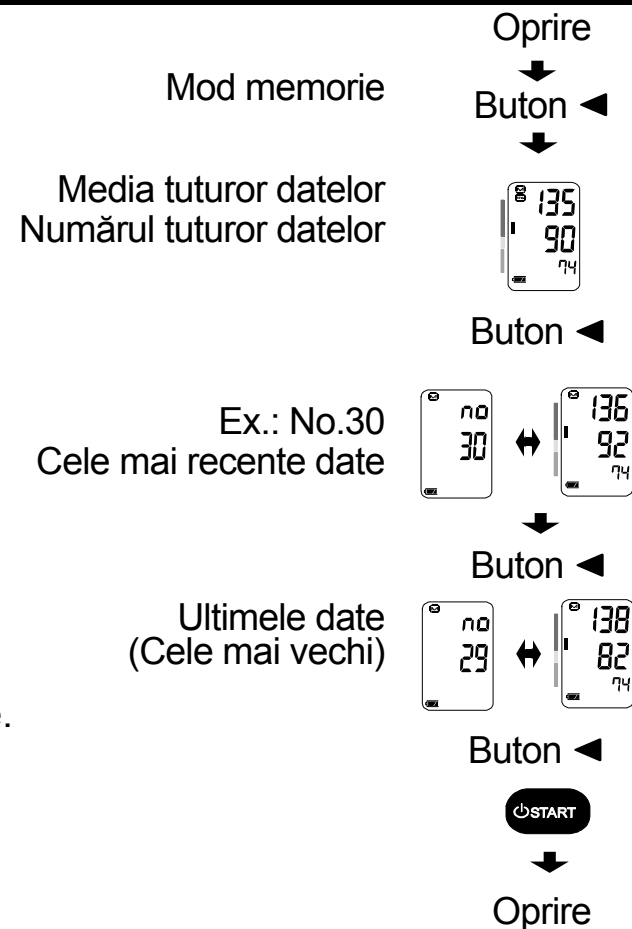 Oprire
Mod memorie
Buton ◄
Media tuturor datelor
Numărul tuturor datelor
135
90
74
Buton ◄
Ex.: No.30
Cele mai recente date
no
30
136
92
74
Buton ◄
Ultimele date
(Cele mai vechi)
no
29
138
82
74
.
Buton ◄
START
Oprire